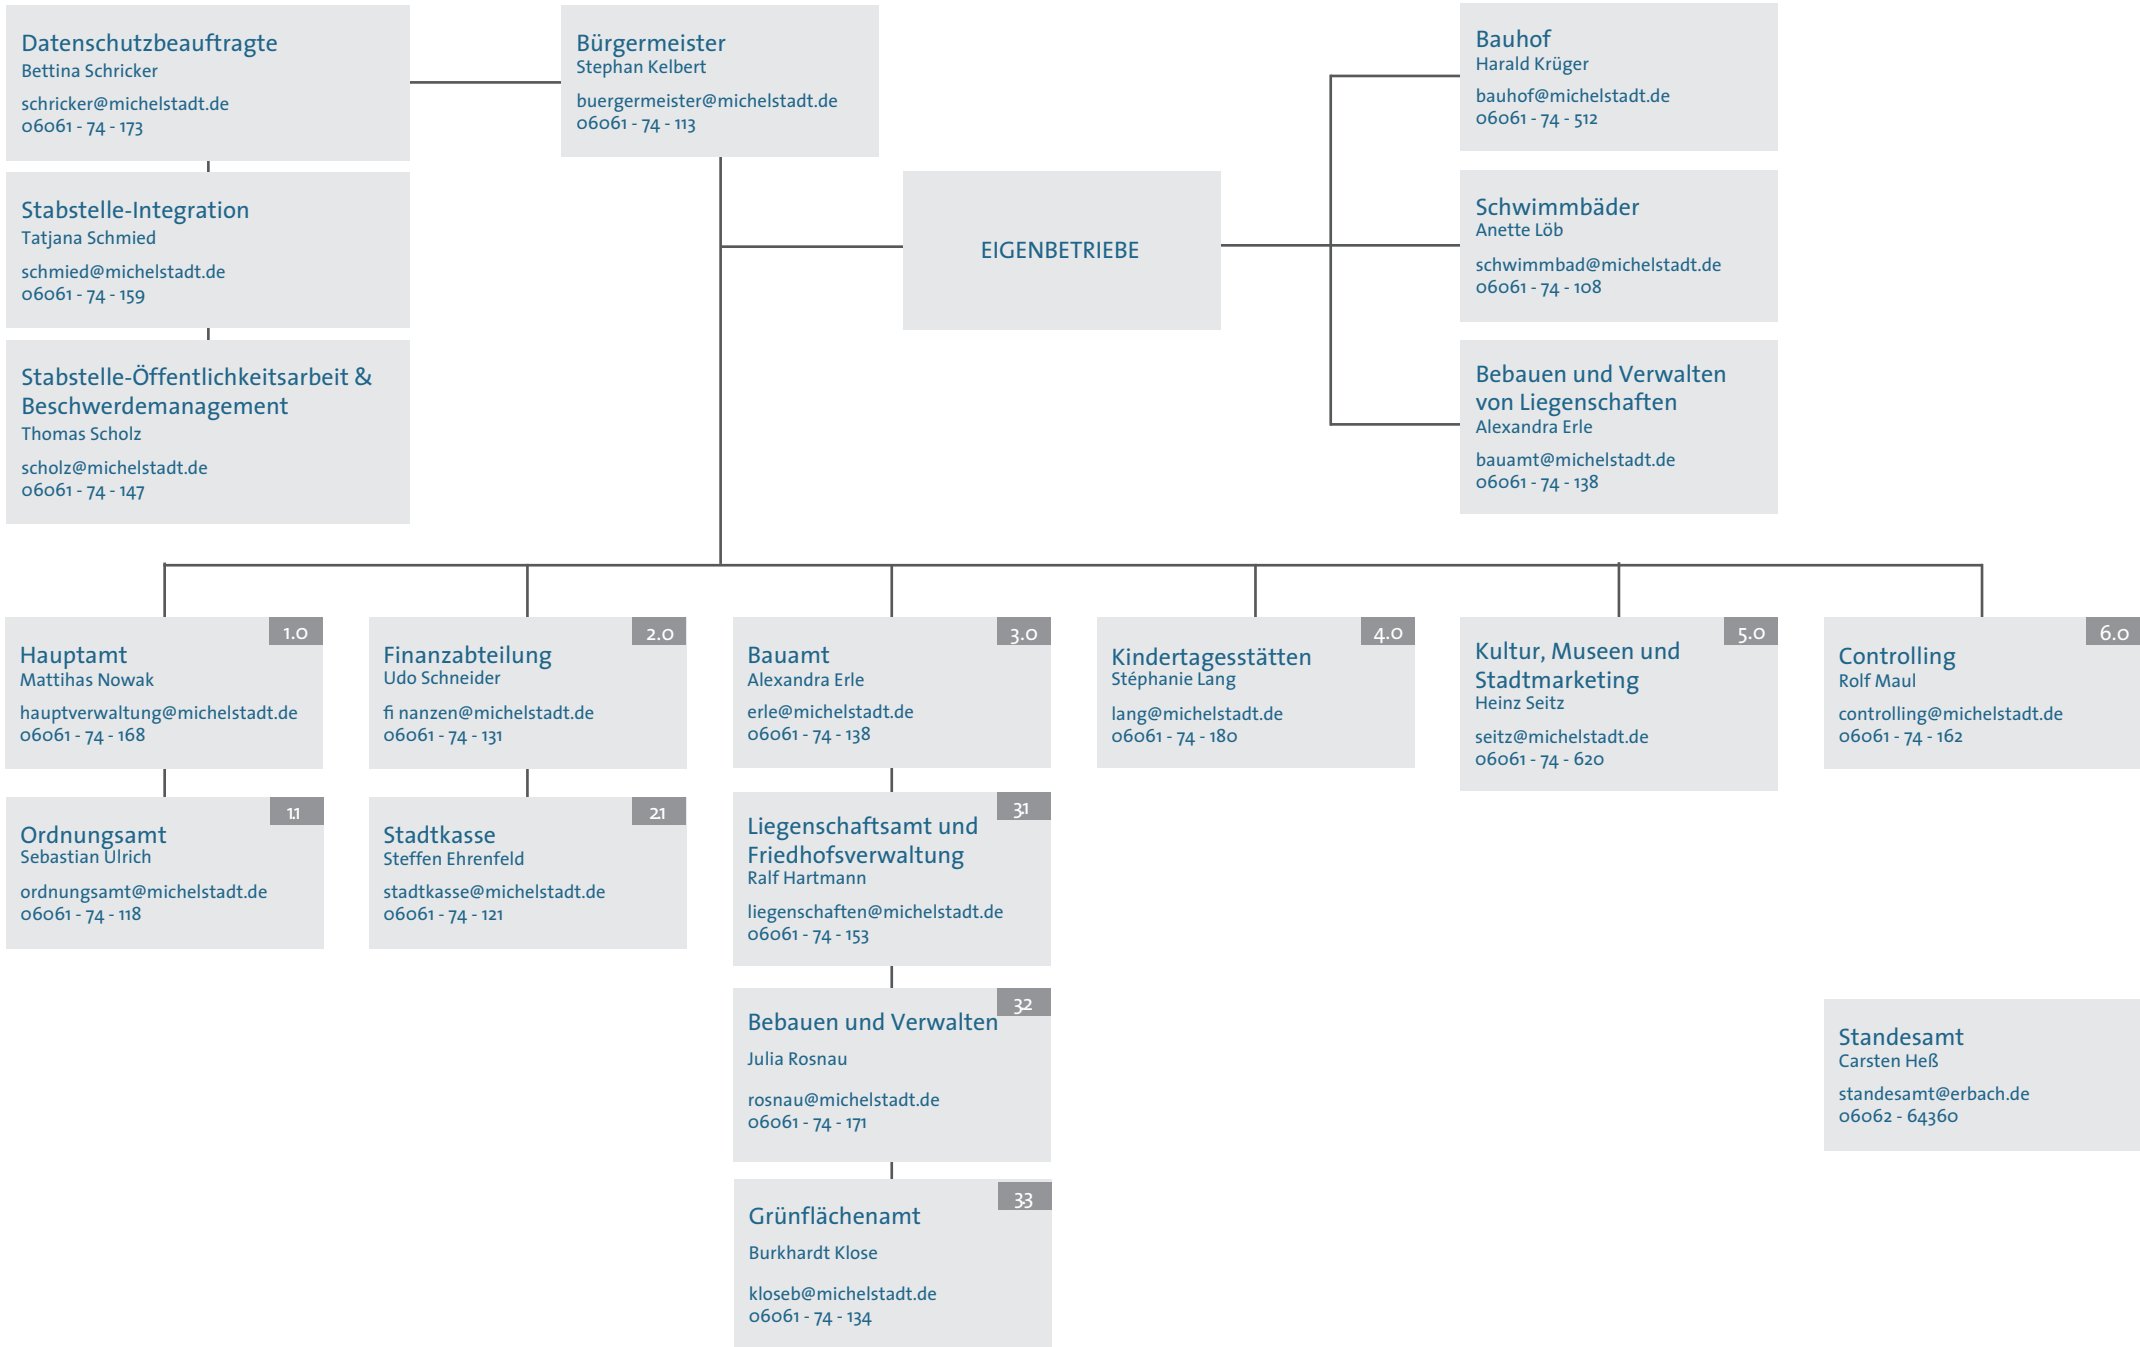 Datenschutzbeauftragte
Bettina Schricker
schricker@michelstadt.de
06061 - 74 - 173
Bürgermeister
Stephan Kelbert
buergermeister@michelstadt.de
06061 - 74 - 113
Bauhof
Harald Krüger
bauhof@michelstadt.de
06061 - 74 - 512
Stabstelle-Integration
Tatjana Schmied
schmied@michelstadt.de
06061 - 74 - 159
EIGENBETRIEBE
Schwimmbäder
Anette Löb
schwimmbad@michelstadt.de
06061 - 74 - 108
Stabstelle-Öffentlichkeitsarbeit &
Beschwerdemanagement
Thomas Scholz
scholz@michelstadt.de
06061 - 74 - 147
Bebauen und Verwalten
von Liegenschaften
Alexandra Erle
bauamt@michelstadt.de
06061 - 74 - 138
1.0
Hauptamt
Mattihas Nowak
hauptverwaltung@michelstadt.de
06061 - 74 - 168
2.0
Finanzabteilung
Udo Schneider
fi nanzen@michelstadt.de
06061 - 74 - 131
3.0
Bauamt
Alexandra Erle
erle@michelstadt.de
06061 - 74 - 138
4.0
Kindertagesstätten
Stéphanie Lang
lang@michelstadt.de
06061 - 74 - 180
5.0
Kultur, Museen und
Stadtmarketing
Heinz Seitz
seitz@michelstadt.de
06061 - 74 - 620
6.0
Controlling
Rolf Maul
controlling@michelstadt.de
06061 - 74 - 162
1.1
Ordnungsamt
Sebastian Ulrich
ordnungsamt@michelstadt.de
06061 - 74 - 118
2.1
Stadtkasse
Steffen Ehrenfeld
stadtkasse@michelstadt.de
06061 - 74 - 121
3.1
Liegenschaftsamt und
Friedhofsverwaltung
Ralf Hartmann
liegenschaften@michelstadt.de
06061 - 74 - 153
3.2
Bebauen und Verwalten
Julia Rosnau
rosnau@michelstadt.de
06061 - 74 - 171
Standesamt
Carsten Heß
standesamt@erbach.de
06062 - 64360
3.3
Grünflächenamt
Burkhardt Klose
kloseb@michelstadt.de
06061 - 74 - 134